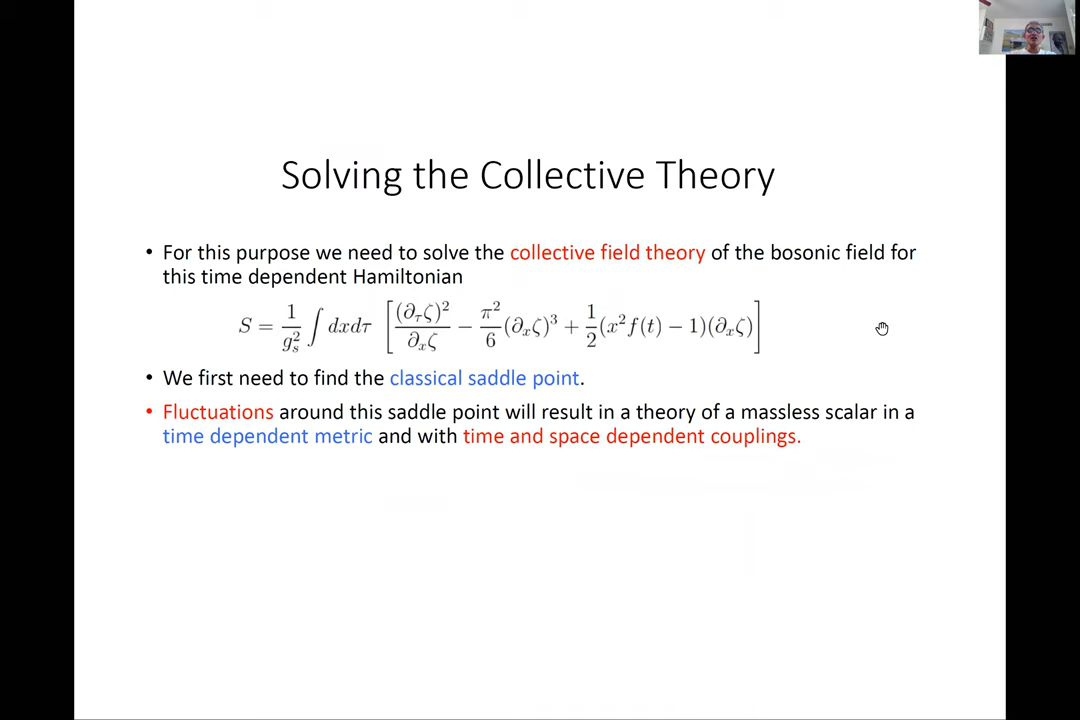 Solving the Collective Theory
• For this purpose we need to solve the collective field theory of the bosonic field for
this time dependent Hamiltonian
$S = \frac{1}{g_s^2} \int dx d\tau \left[ \frac{(\partial_\tau \zeta)^2}{\partial_x \zeta} - \frac{\pi^2}{6} (\partial_x \zeta)^3 + \frac{1}{2} (x^2 f(t) - 1)(\partial_x \zeta) \right]$
• We first need to find the classical saddle point.
• Fluctuations around this saddle point will result in a theory of a massless scalar in a
time dependent metric and with time and space dependent couplings.